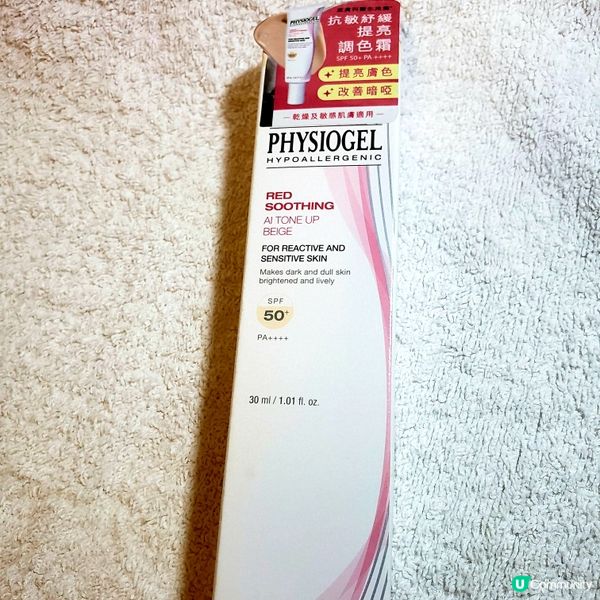 抗敏紓緩
提亮
調色霜
SPF 50+ PA ++++
提亮膚色
改善暗啞
乾燥及敏感肌膚適用
PHYSIOGEL
HYPOALLERGENIC
RED
SOOTHING
AI TONE UP
BEIGE
FOR REACTIVE AND
SENSITIVE SKIN
Makes dark and dull skin
brightened and lively
SPF
50+
PA++++
30 ml / 1.01 fl. oz.
U Community